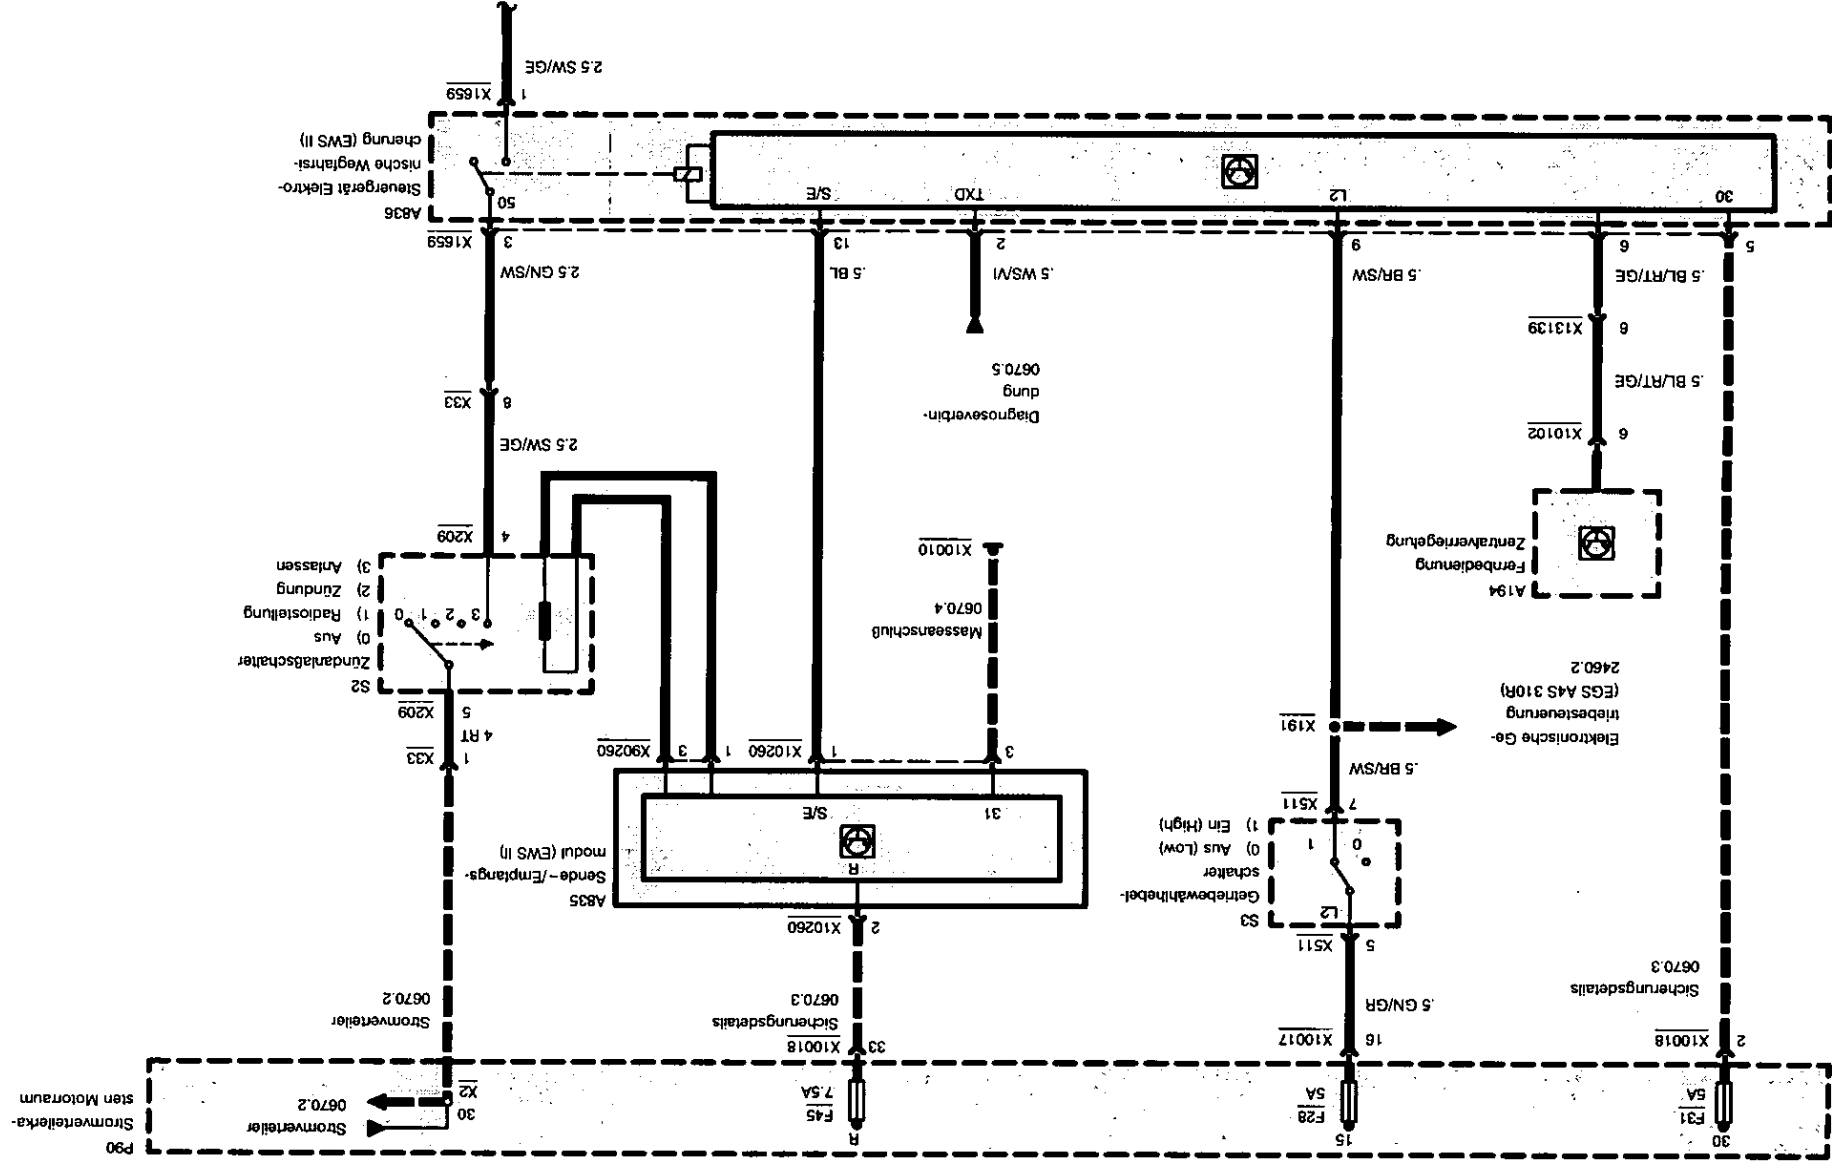 30
F31
5A
15
F28
5A
R
F45
7.5A
30
X2
Stromverteiler
0670.2
P90
Stromverteilerka-
sten Motorraum
2
X10018
Sicherungsdetails
0670.3
16
X10017
.5 GN/GR
33
X10018
Sicherungsdetails
0670.3
Stromverteiler
0670.2
5
X511
L2
S3
Getriebewählhebel-
schalter
0) Aus (Low)
1) Ein (High)
0
1
7
X511
.5 BR/SW
2
X10260
A835
Sende-/Empfangs-
modul (EWS II)
R
31
S/E
3
1
X10260
1
3
X90260
1
X33
4 RT
5
X209
Elektronische Ge-
triebesteuerung
(EGS A4S 310R)
2460.2
X191
S2
Zündanlaßschalter
0) Aus
1) Radiostellung
2) Zündung
3) Anlassen
3
2
1
0
4
X209
A194
Fernbedienung
Zentralverriegelung
Masseanschluß
0670.4
X10010
6
X10102
.5 BL/RT/GE
6
X13139
.5 BL/RT/GE
Diagnoseverbin-
dung
0670.5
2.5 SW/GE
8
X33
2.5 GN/SW
.5 BR/SW
.5 WS/VI
.5 BL
5
6
9
2
13
3
X1659
30
L2
TXD
S/E
50
A836
Steuergerät Elektro-
nische Wegfahrsi-
cherung (EWS II)
1
X1659
2.5 SW/GE